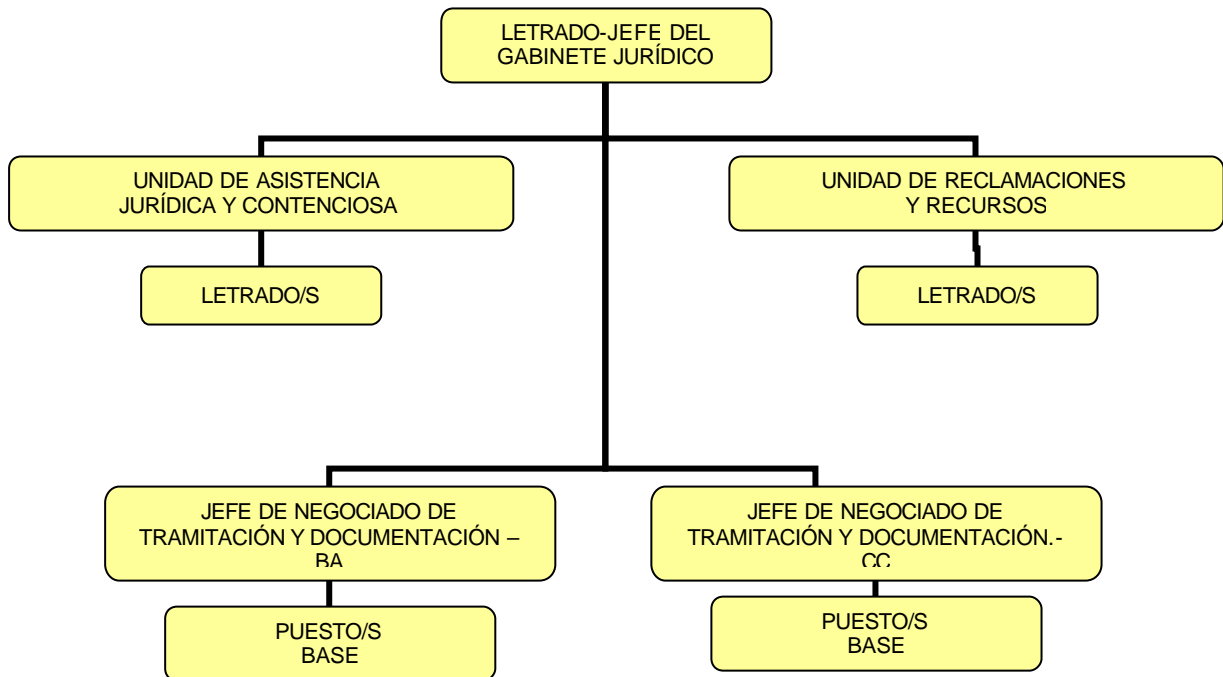 LETRADO-JEFE DEL
GABINETE JURÍDICO
UNIDAD DE ASISTENCIA
JURÍDICA Y CONTENCIOSA
UNIDAD DE RECLAMACIONES
Y RECURSOS
LETRADO/S
LETRADO/S
JEFE DE NEGOCIADO DE
TRAMITACIÓN Y DOCUMENTACIÓN –
BA
JEFE DE NEGOCIADO DE
TRAMITACIÓN Y DOCUMENTACIÓN.-
CC
PUESTO/S
BASE
PUESTO/S
BASE